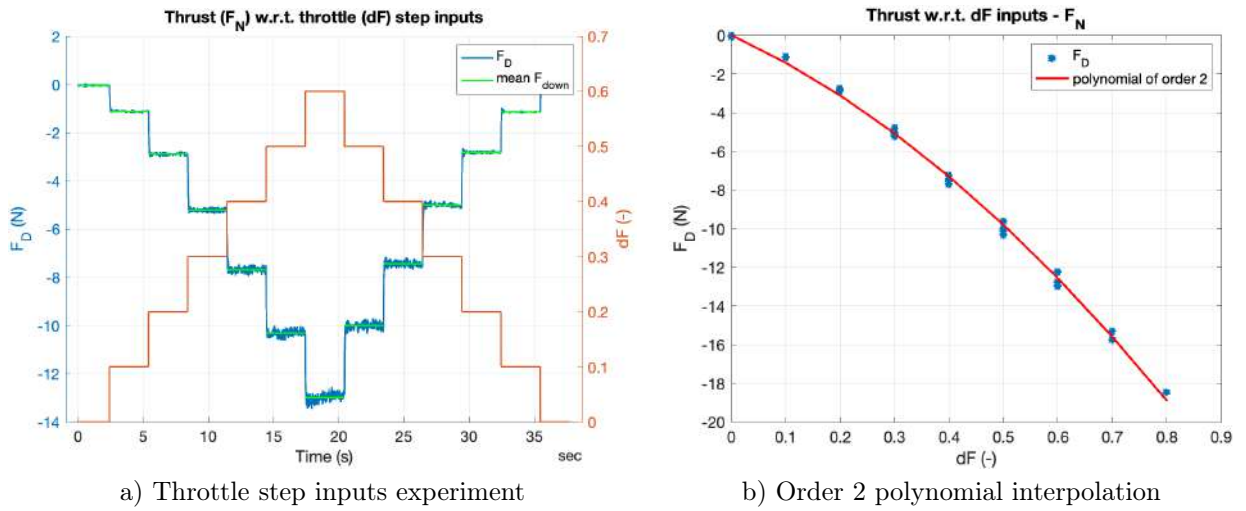 Thrust (F_N) w.r.t. throttle (dF) step inputs
F_D
mean F_down
2
0
-2
-4
-6
-8
-10
-12
-14
F_D (N)
0.7
0.6
0.5
0.4
0.3
0.2
0.1
0
dF (-)
0 5 10 15 20 25 30 35
Time (s) sec
a) Throttle step inputs experiment
Thrust w.r.t. dF inputs - F_N
F_D
polynomial of order 2
0
-2
-4
-6
-8
-10
-12
-14
-16
-18
-20
F_D (N)
0 0.1 0.2 0.3 0.4 0.5 0.6 0.7 0.8 0.9
dF (-)
b) Order 2 polynomial interpolation